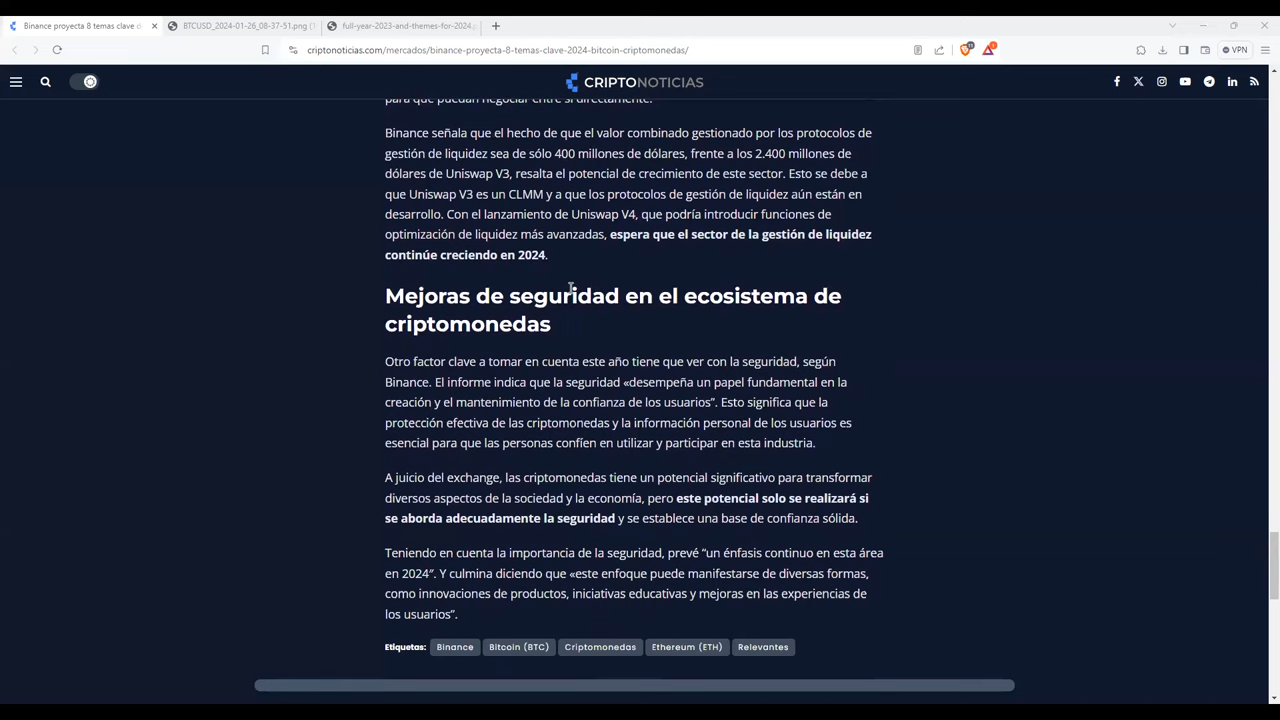 Binance proyecta 8 temas clave d
BTCUSD_2024-01-26_08-37-51.png (1
full-year-2023-and-themes-for-2024.
criptonoticias.com/mercados/binance-proyecta-8-temas-clave-2024-bitcoin-criptomonedas/
VPN
CRIPTONOTICIAS
para que puedan negociar entre sí directamente.
Binance señala que el hecho de que el valor combinado gestionado por los protocolos de
gestión de liquidez sea de sólo 400 millones de dólares, frente a los 2.400 millones de
dólares de Uniswap V3, resalta el potencial de crecimiento de este sector. Esto se debe a
que Uniswap V3 es un CLMM y a que los protocolos de gestión de liquidez aún están en
desarrollo. Con el lanzamiento de Uniswap V4, que podría introducir funciones de
optimización de liquidez más avanzadas, espera que el sector de la gestión de liquidez
continúe creciendo en 2024.
Mejoras de seguridad en el ecosistema de
criptomonedas
Otro factor clave a tomar en cuenta este año tiene que ver con la seguridad, según
Binance. El informe indica que la seguridad «desempeña un papel fundamental en la
creación y el mantenimiento de la confianza de los usuarios”. Esto significa que la
protección efectiva de las criptomonedas y la información personal de los usuarios es
esencial para que las personas confíen en utilizar y participar en esta industria.
A juicio del exchange, las criptomonedas tiene un potencial significativo para transformar
diversos aspectos de la sociedad y la economía, pero este potencial solo se realizará si
se aborda adecuadamente la seguridad y se establece una base de confianza sólida.
Teniendo en cuenta la importancia de la seguridad, prevé “un énfasis continuo en esta área
en 2024”. Y culmina diciendo que «este enfoque puede manifestarse de diversas formas,
como innovaciones de productos, iniciativas educativas y mejoras en las experiencias de
los usuarios”.
Etiquetas: Binance Bitcoin (BTC) Criptomonedas Ethereum (ETH) Relevantes